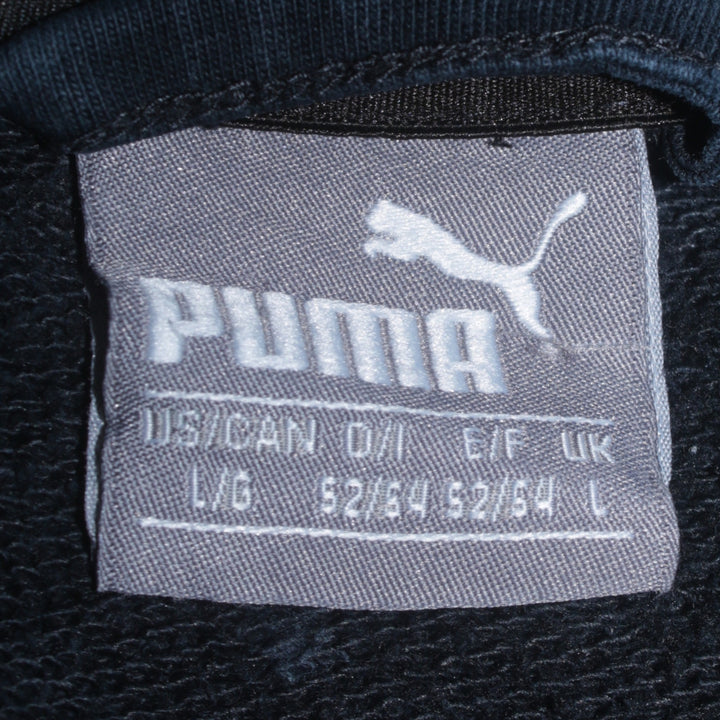 PUMA
US/CAN D/I E/F UK
L/G 52/54 52/54 L